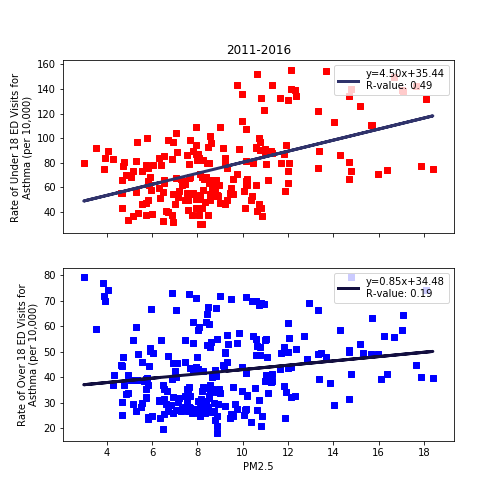 2011-2016
Rate of Under 18 ED Visits for
Asthma (per 10,000)
160
140
120
100
80
60
40
y=4.50x+35.44
R-value: 0.49
Rate of Over 18 ED Visits for
Asthma (per 10,000)
80
70
60
50
40
30
20
y=0.85x+34.48
R-value: 0.19
4 6 8 10 12 14 16 18
PM2.5